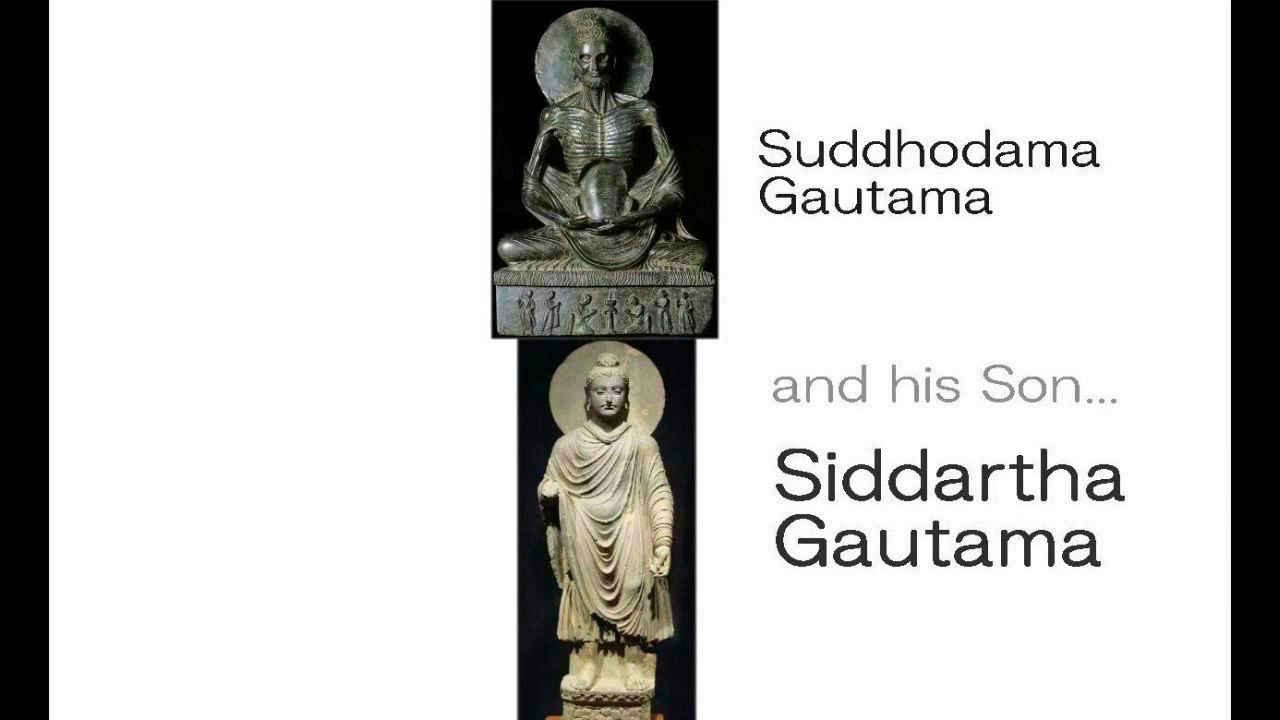 Suddhodama
Gautama
and his Son...
Siddartha
Gautama